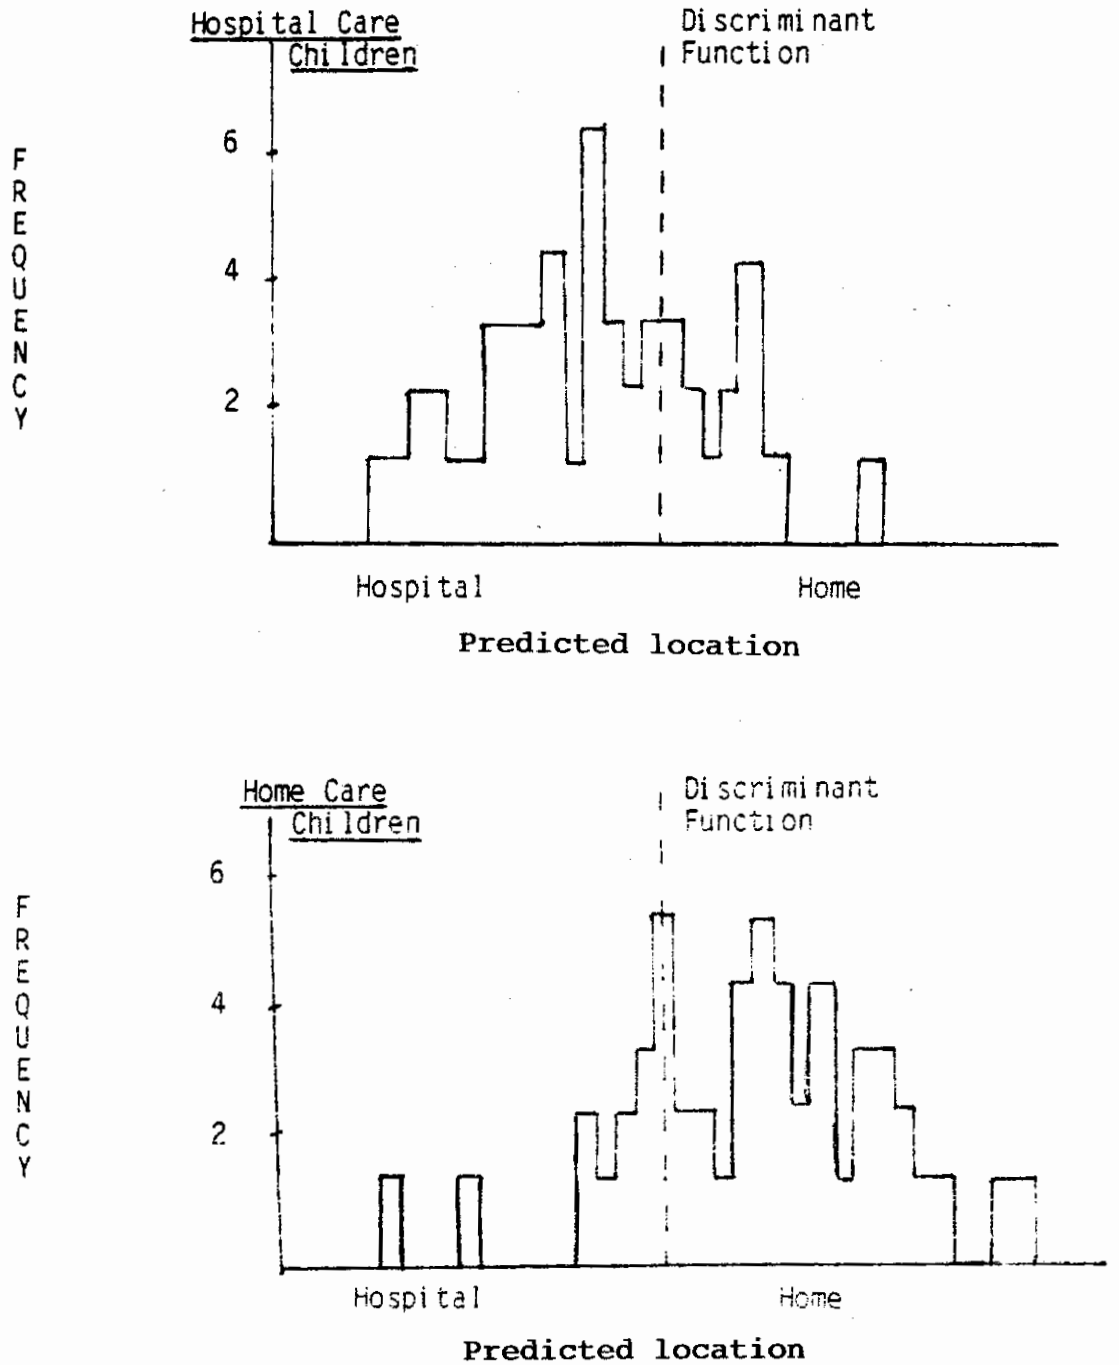 Hospital Care
Children
Discriminant
Function
FREQUENCY
6
4
2
Hospital Home
Predicted location
Home Care
Children
Discriminant
Function
FREQUENCY
6
4
2
Hospital Home
Predicted location